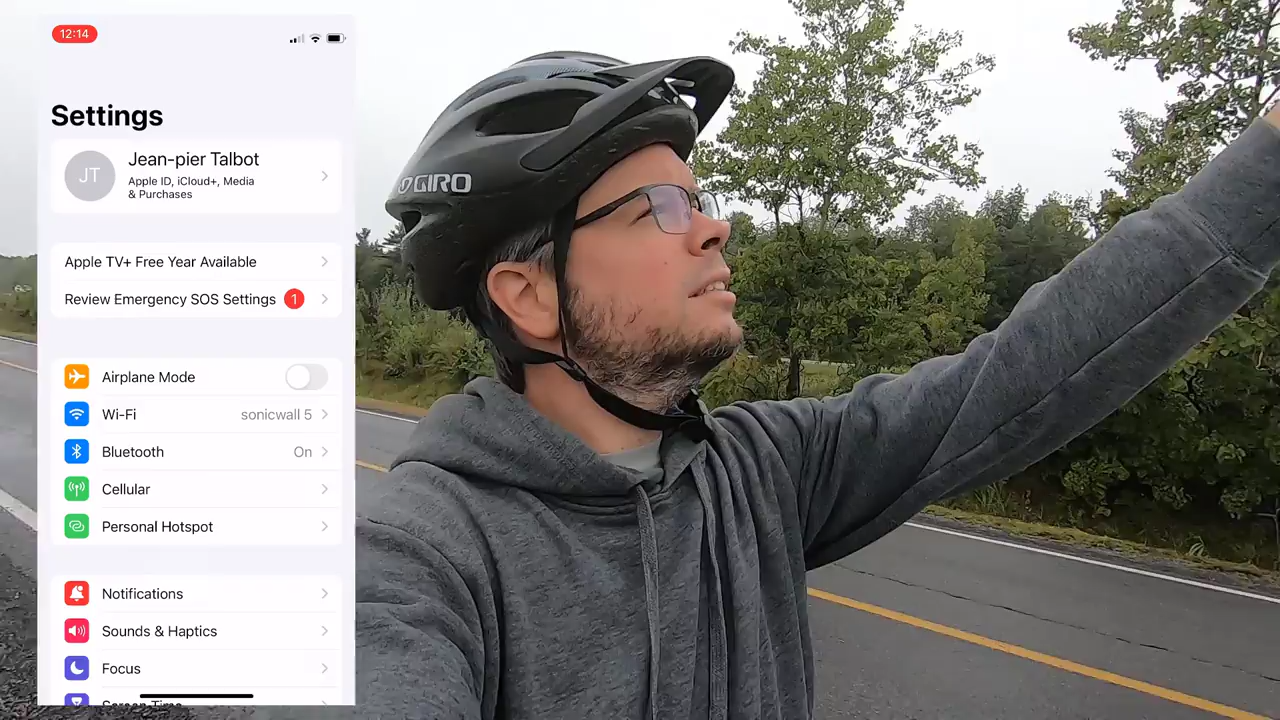 12:14
Settings
JT
Jean-pier Talbot
Apple ID, iCloud+, Media
& Purchases
Apple TV+ Free Year Available
Review Emergency SOS Settings 1
Airplane Mode
Wi-Fi sonicwall 5
Bluetooth On
Cellular
Personal Hotspot
Notifications
Sounds & Haptics
Focus
Screen Time
GIRO